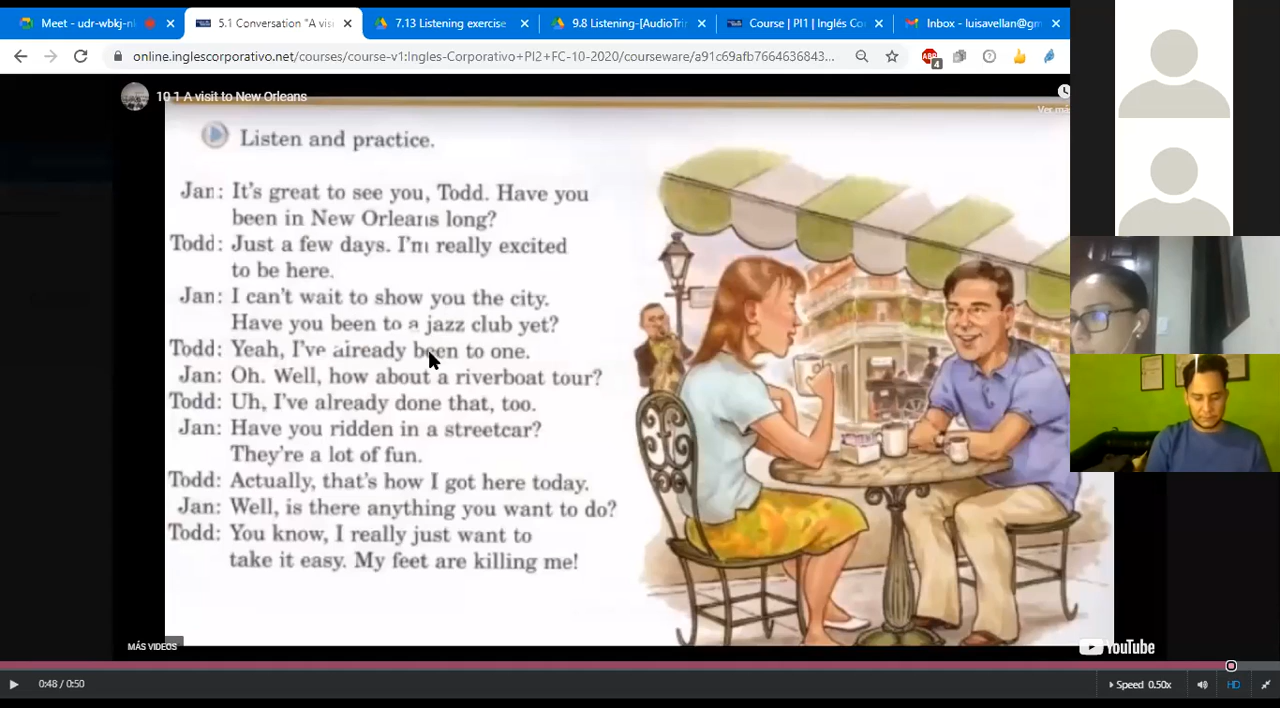 Meet - udr-wbkj-n
5.1 Conversation "A vis
7.13 Listening exercise
9.8 Listening-[AudioTri
Course | PI1 | Inglés Co
Inbox - luisavellan@gm
online.inglescorporativo.net/courses/course-v1:Ingles-Corporativo+PI2+FC-10-2020/courseware/a91c69afb7664636843...
ABP
4
10 1 A visit to New Orleans
Ver má
Listen and practice.
Jan: It's great to see you, Todd. Have you
been in New Orleans long?
Todd: Just a few days. I'm really excited
to be here.
Jan: I can't wait to show you the city.
Have you been to a jazz club yet?
Todd: Yeah, I've already been to one.
Jan: Oh. Well, how about a riverboat tour?
Todd: Uh, I've already done that, too.
Jan: Have you ridden in a streetcar?
They're a lot of fun.
Todd: Actually, that's how I got here today.
Jan: Well, is there anything you want to do?
Todd: You know, I really just want to
take it easy. My feet are killing me!
MÁS VIDEOS
YouTube
0:48 / 0:50
Speed 0.50x
HD